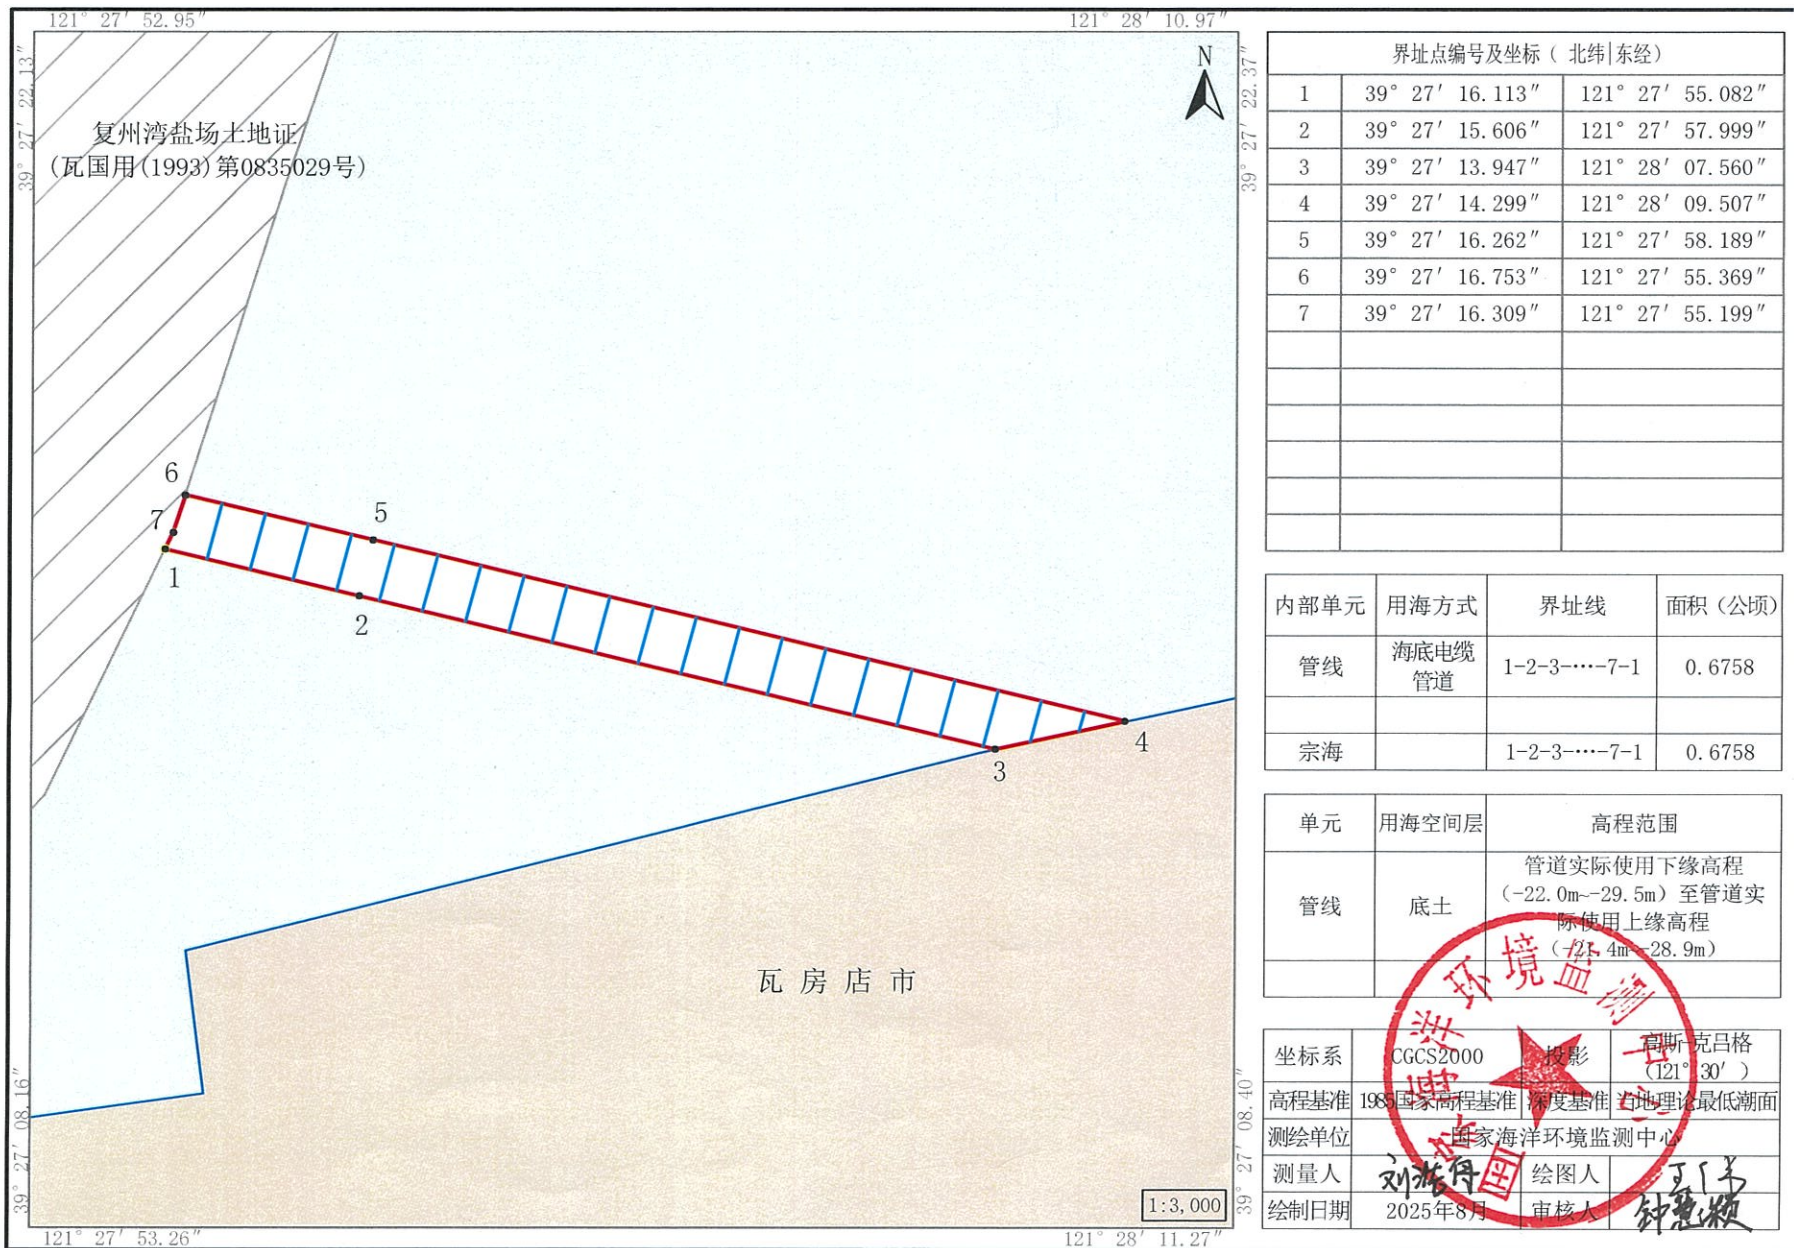 121° 27′ 52.95″
121° 28′ 10.97″
39° 27′ 22.13″
39° 27′ 22.37″
N
复州湾盐场土地证
(瓦国用(1993)第0835029号)
6
7
1
5
2
3
4
瓦房店市
39° 27′ 08.16″
39° 27′ 08.40″
1:3,000
121° 27′ 53.26″
121° 28′ 11.27″
界址点编号及坐标（ 北纬|东经）
1 39° 27′ 16.113″ 121° 27′ 55.082″
2 39° 27′ 15.606″ 121° 27′ 57.999″
3 39° 27′ 13.947″ 121° 28′ 07.560″
4 39° 27′ 14.299″ 121° 28′ 09.507″
5 39° 27′ 16.262″ 121° 27′ 58.189″
6 39° 27′ 16.753″ 121° 27′ 55.369″
7 39° 27′ 16.309″ 121° 27′ 55.199″
内部单元 用海方式 界址线 面积（公顷）
管线 海底电缆管道 1-2-3-…-7-1 0.6758
宗海 1-2-3-…-7-1 0.6758
单元 用海空间层 高程范围
管线 底土 管道实际使用下缘高程
（-22.0m~-29.5m）至管道实
际使用上缘高程
（-21.4m~-28.9m）
坐标系 CGCS2000 投影 高斯-克吕格
（121° 30′ ）
高程基准 1985国家高程基准 深度基准 当地理论最低潮面
测绘单位 国家海洋环境监测中心
测量人 绘图人
绘制日期 2025年8月 审核人
国家海洋环境监测中心